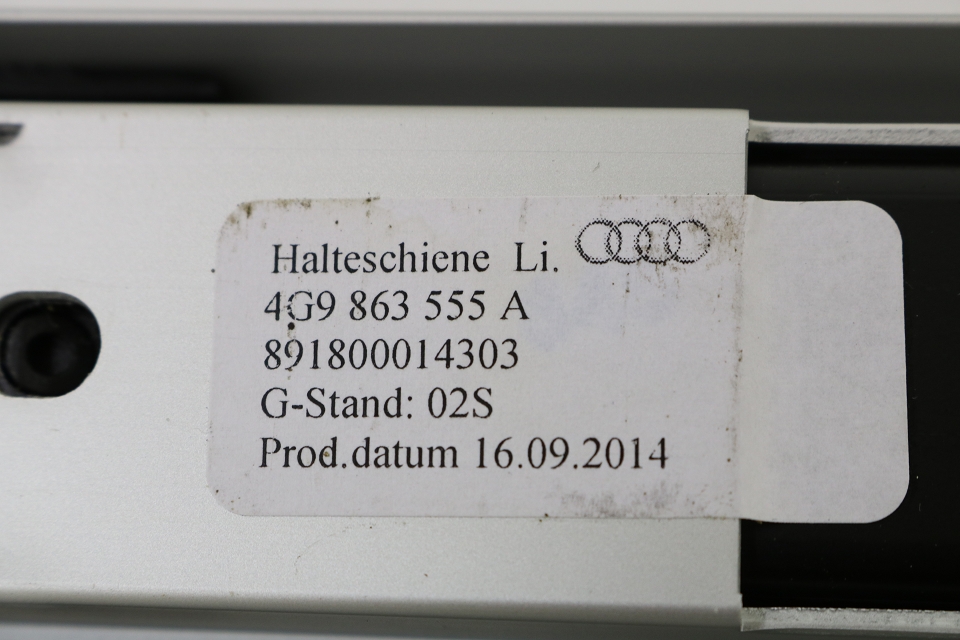 Halteschiene Li.
4G9 863 555 A
891800014303
G-Stand: 02S
Prod.datum 16.09.2014